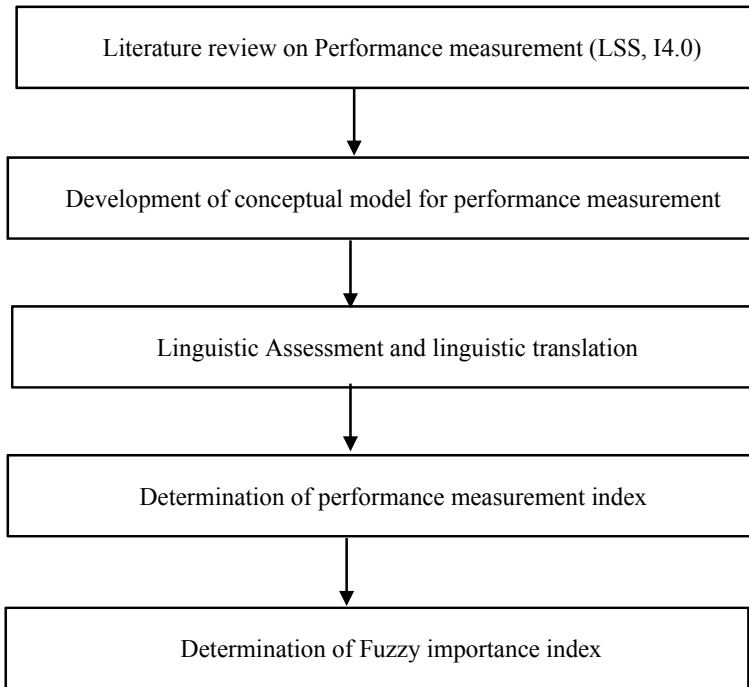 Literature review on Performance measurement (LSS, I4.0)
Development of conceptual model for performance measurement
Linguistic Assessment and linguistic translation
Determination of performance measurement index
Determination of Fuzzy importance index